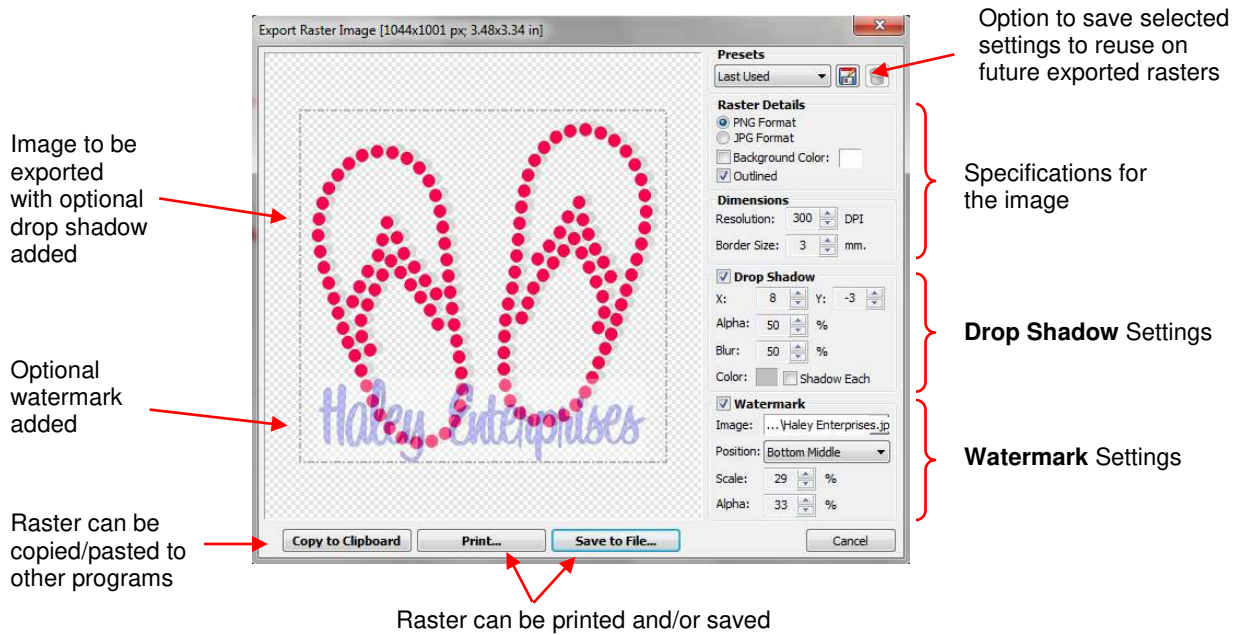 Option to save selected
settings to reuse on
future exported rasters
Export Raster Image [1044x1001 px; 3.48x3.34 in]
Presets
Last Used
Raster Details
PNG Format
JPG Format
Background Color:
Outlined
Dimensions
Resolution: 300 DPI
Border Size: 3 mm.
Specifications for
the image
Image to be
exported
with optional
drop shadow
added
Drop Shadow
X: 8 Y: -3
Alpha: 50 %
Blur: 50 %
Color: Shadow Each
Drop Shadow Settings
Optional
watermark
added
Haley Enterprises
Watermark
Image: ...\Haley Enterprises.jp
Position: Bottom Middle
Scale: 29 %
Alpha: 33 %
Watermark Settings
Raster can be
copied/pasted to
other programs
Copy to Clipboard
Print...
Save to File...
Cancel
Raster can be printed and/or saved